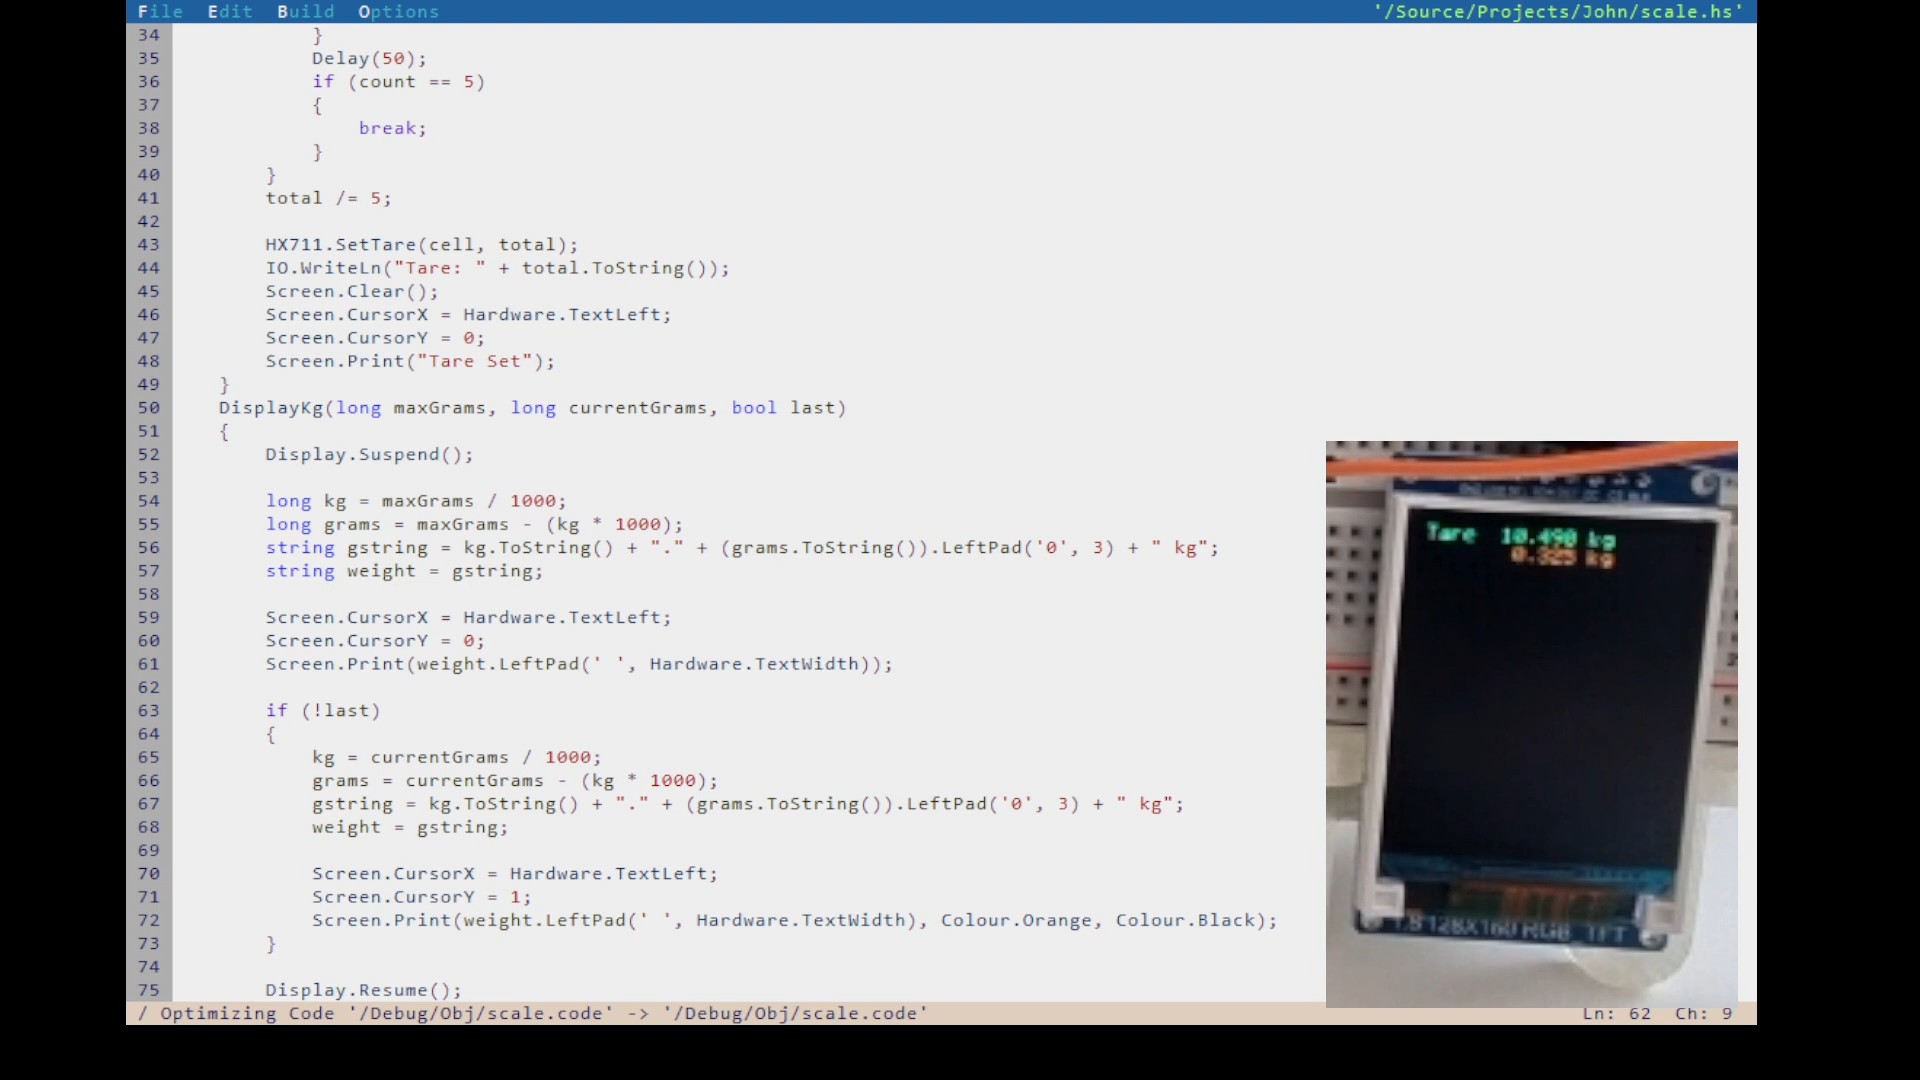 File Edit Build Options '/Source/Projects/John/scale.hs'
34 }
35 Delay(50);
36 if (count == 5)
37 {
38 break;
39 }
40 }
41 total /= 5;
42
43 HX711.SetTare(cell, total);
44 IO.WriteLn("Tare: " + total.ToString());
45 Screen.Clear();
46 Screen.CursorX = Hardware.TextLeft;
47 Screen.CursorY = 0;
48 Screen.Print("Tare Set");
49 }
50 DisplayKg(long maxGrams, long currentGrams, bool last)
51 {
52 Display.Suspend();
53
54 long kg = maxGrams / 1000;
55 long grams = maxGrams - (kg * 1000);
56 string gstring = kg.ToString() + "." + (grams.ToString()).LeftPad('0', 3) + " kg";
57 string weight = gstring;
58
59 Screen.CursorX = Hardware.TextLeft;
60 Screen.CursorY = 0;
61 Screen.Print(weight.LeftPad(' ', Hardware.TextWidth));
62
63 if (!last)
64 {
65 kg = currentGrams / 1000;
66 grams = currentGrams - (kg * 1000);
67 gstring = kg.ToString() + "." + (grams.ToString()).LeftPad('0', 3) + " kg";
68 weight = gstring;
69
70 Screen.CursorX = Hardware.TextLeft;
71 Screen.CursorY = 1;
72 Screen.Print(weight.LeftPad(' ', Hardware.TextWidth), Colour.Orange, Colour.Black);
73 }
74
75 Display.Resume();
/ Optimizing Code '/Debug/Obj/scale.code' -> '/Debug/Obj/scale.code' Ln: 62 Ch: 9
Tare 10.490 kg
0.325 kg
1.8 128X160 RGB TFT